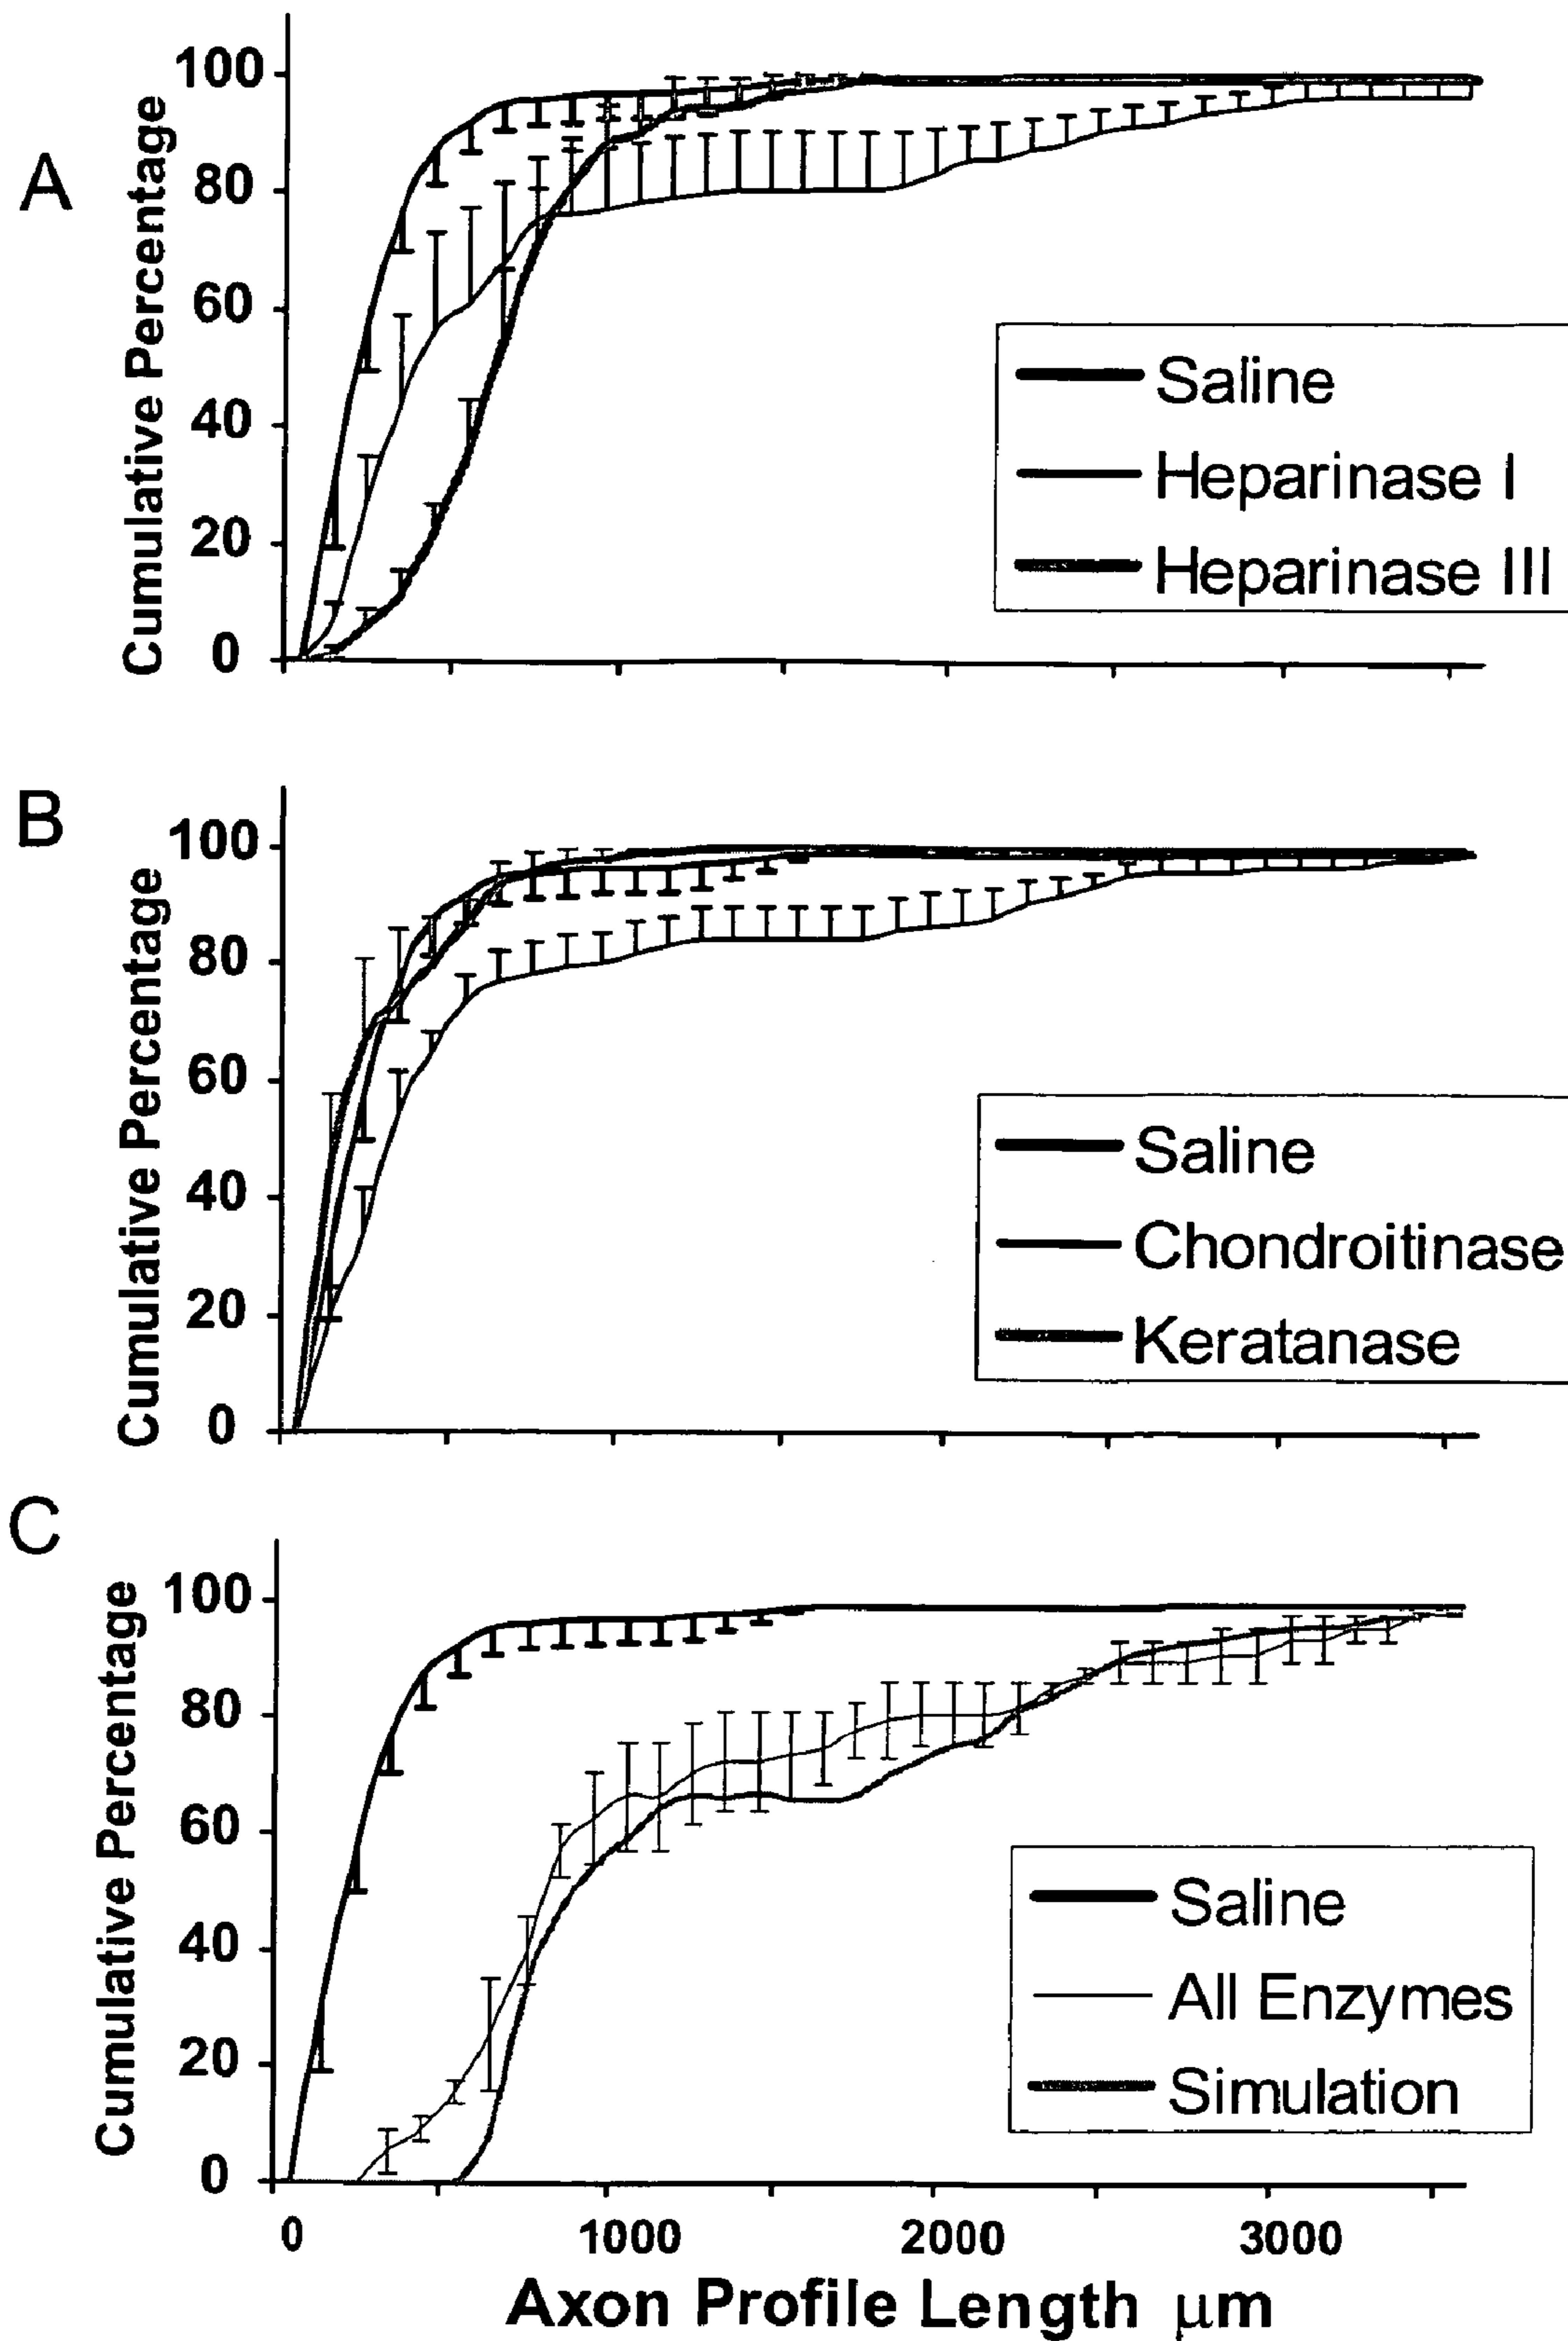 A
Cumulative Percentage
100
80
60
40
20
0
Saline
Heparinase I
Heparinase III
B
Cumulative Percentage
100
80
60
40
20
0
Saline
Chondroitinase
Keratanase
C
Cumulative Percentage
100
80
60
40
20
0
Saline
All Enzymes
Simulation
0 1000 2000 3000
Axon Profile Length μm